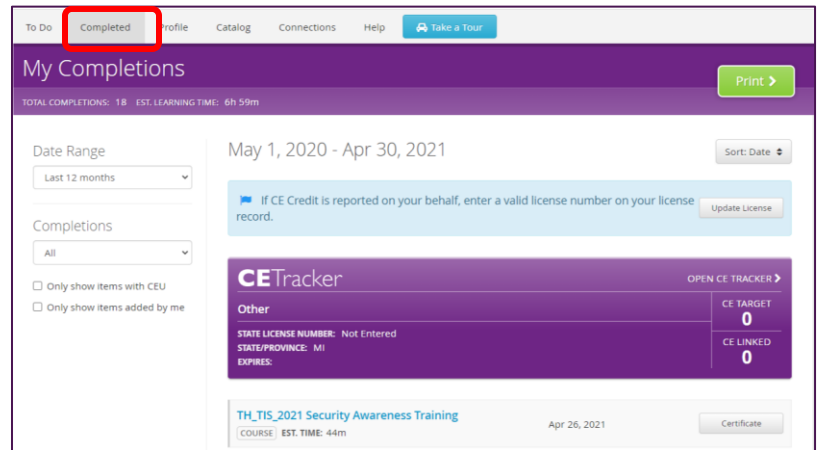 To Do Completed Profile Catalog Connections Help Take a Tour
My Completions
Print
TOTAL COMPLETIONS: 18 EST. LEARNING TIME: 6h 59m
Date Range
Last 12 months
Completions
All
Only show items with CEU
Only show items added by me
May 1, 2020 - Apr 30, 2021
Sort: Date
If CE Credit is reported on your behalf, enter a valid license number on your license
record.
Update License
CETracker
OPEN CE TRACKER
Other
STATE LICENSE NUMBER: Not Entered
STATE/PROVINCE: MI
EXPIRES:
CE TARGET
0
CE LINKED
0
TH_TIS_2021 Security Awareness Training
COURSE EST. TIME: 44m
Apr 26, 2021
Certificate